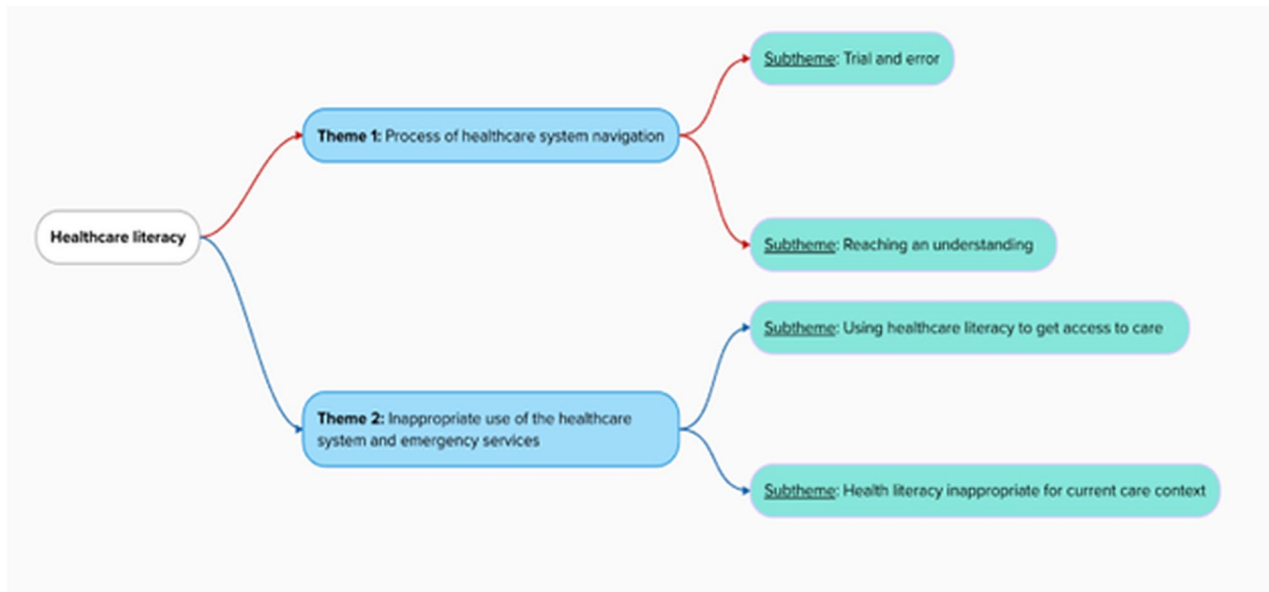 Healthcare literacy
Theme 1: Process of healthcare system navigation
Subtheme: Trial and error
Subtheme: Reaching an understanding
Theme 2: Inappropriate use of the healthcare
system and emergency services
Subtheme: Using healthcare literacy to get access to care
Subtheme: Health literacy inappropriate for current care context